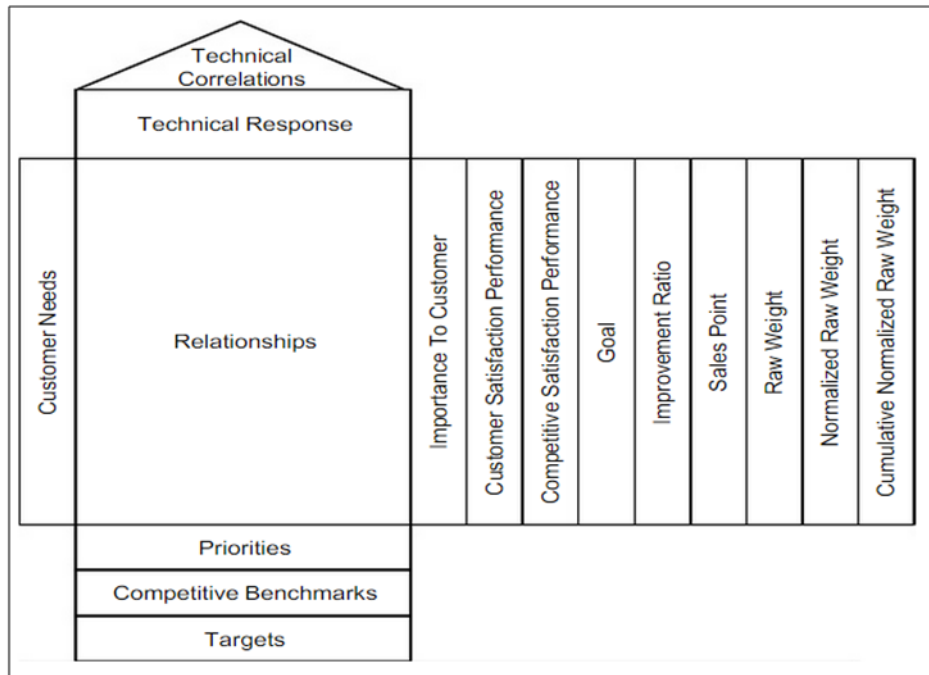 Technical
Correlations
Technical Response
Customer Needs
Relationships
Importance To Customer
Customer Satisfaction Performance
Competitive Satisfaction Performance
Goal
Improvement Ratio
Sales Point
Raw Weight
Normalized Raw Weight
Cumulative Normalized Raw Weight
Priorities
Competitive Benchmarks
Targets